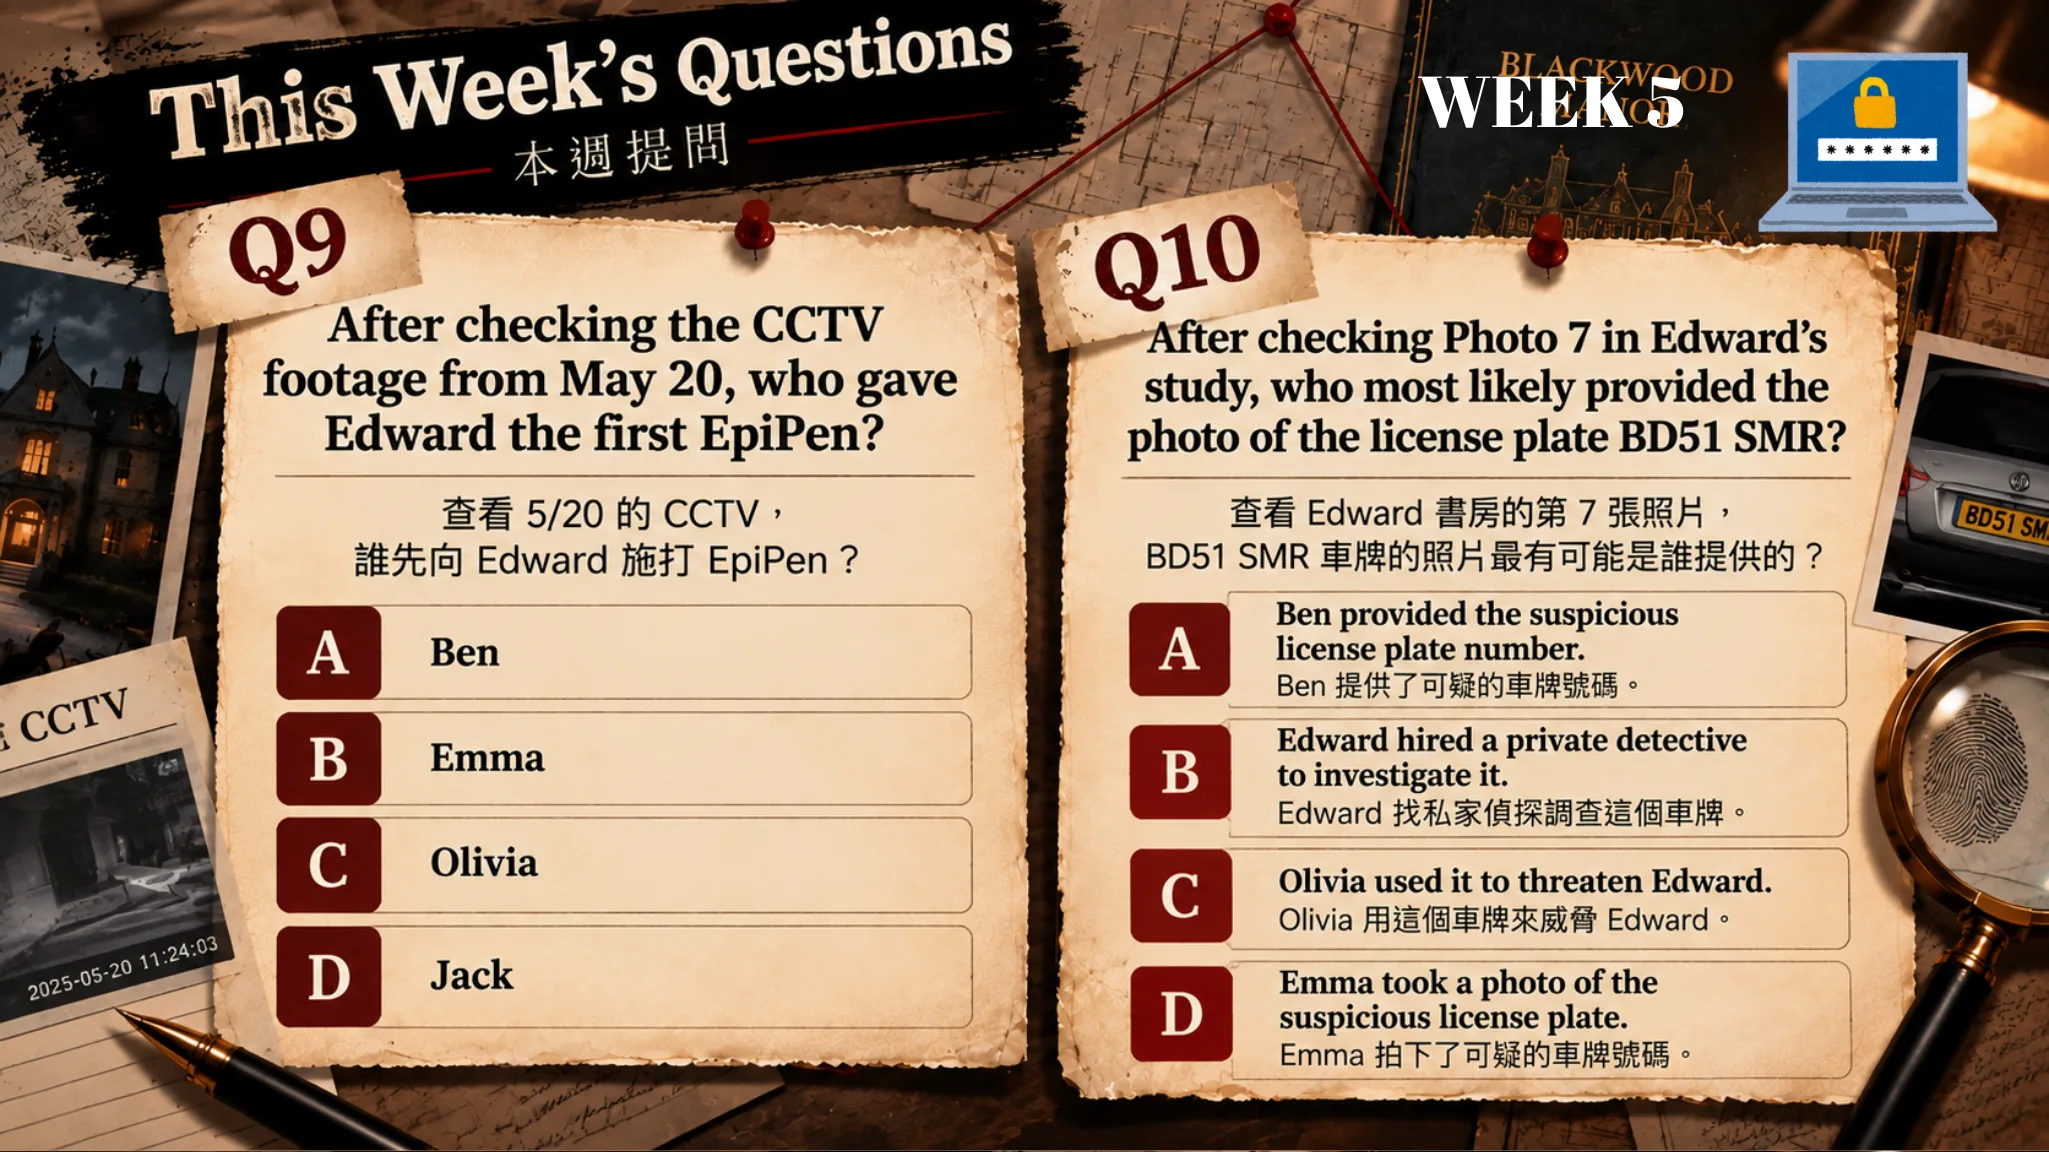 This Week's Questions
本週提問
BLACKWOOD
MANOR
WEEK 5
******
Q9
After checking the CCTV
footage from May 20, who gave
Edward the first EpiPen?
查看 5/20 的 CCTV，
誰先向 Edward 施打 EpiPen？
A
Ben
B
Emma
C
Olivia
D
Jack
Q10
After checking Photo 7 in Edward's
study, who most likely provided the
photo of the license plate BD51 SMR?
查看 Edward 書房的第 7 張照片，
BD51 SMR 車牌的照片最有可能是誰提供的？
A
Ben provided the suspicious
license plate number.
Ben 提供了可疑的車牌號碼。
B
Edward hired a private detective
to investigate it.
Edward 找私家偵探調查這個車牌。
C
Olivia used it to threaten Edward.
Olivia 用這個車牌來威脅 Edward。
D
Emma took a photo of the
suspicious license plate.
Emma 拍下了可疑的車牌號碼。
CCTV
2025-05-20 11:24:03
BD51 SM